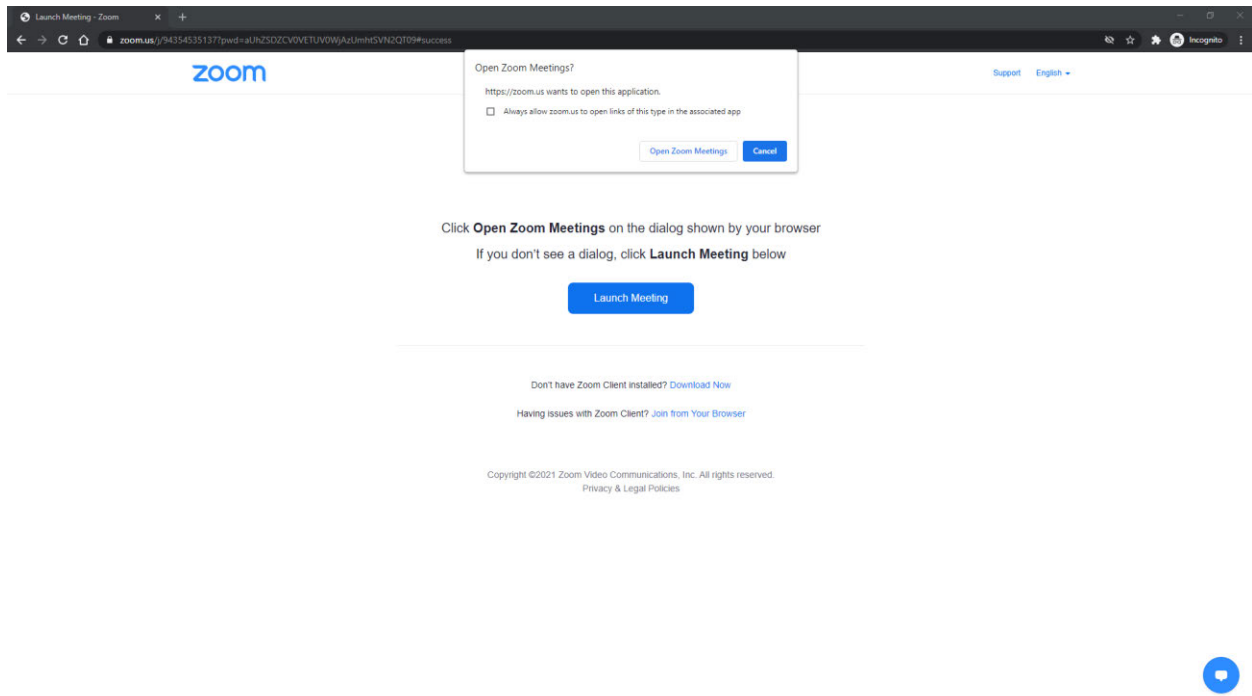 Launch Meeting - Zoom
zoom.us/j/94354535137?pwd=aUhZSDZCV0VETUV0WjAzUmhtSVN2QT09#success
Incognito
zoom
Support English
Open Zoom Meetings?
https://zoom.us wants to open this application.
Always allow zoom.us to open links of this type in the associated app
Open Zoom Meetings Cancel
Click Open Zoom Meetings on the dialog shown by your browser
If you don't see a dialog, click Launch Meeting below
Launch Meeting
Don't have Zoom Client installed? Download Now
Having issues with Zoom Client? Join from Your Browser
Copyright ©2021 Zoom Video Communications, Inc. All rights reserved.
Privacy & Legal Policies